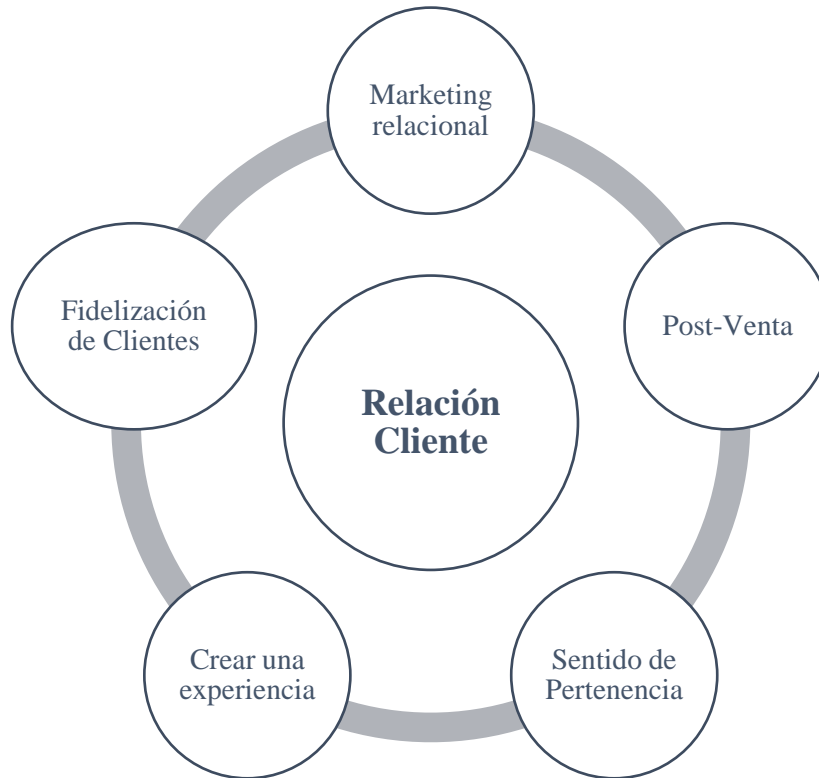 Marketing
relacional
Fidelización
de Clientes
Post-Venta
Relación
Cliente
Crear una
experiencia
Sentido de
Pertenencia